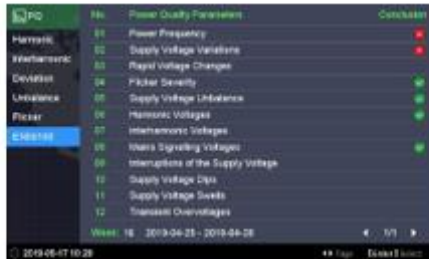 PQ
No. Power Quality Parameters Conclusion
Harmonic
Interharmonic
Deviation
Unbalance
Flicker
EN50160
01 Power Frequency
02 Supply Voltage Variations
03 Rapid Voltage Changes
04 Flicker Severity
05 Supply Voltage Unbalance
06 Harmonic Voltages
07 Interharmonic Voltages
08 Mains Signalling Voltages
09 Interruptions of the Supply Voltage
10 Supply Voltage Dips
11 Supply Voltage Swells
12 Transient Overvoltages
Week: 16 2019-04-25 - 2019-04-28 1/1
2019-05-17 10:28 Page Select